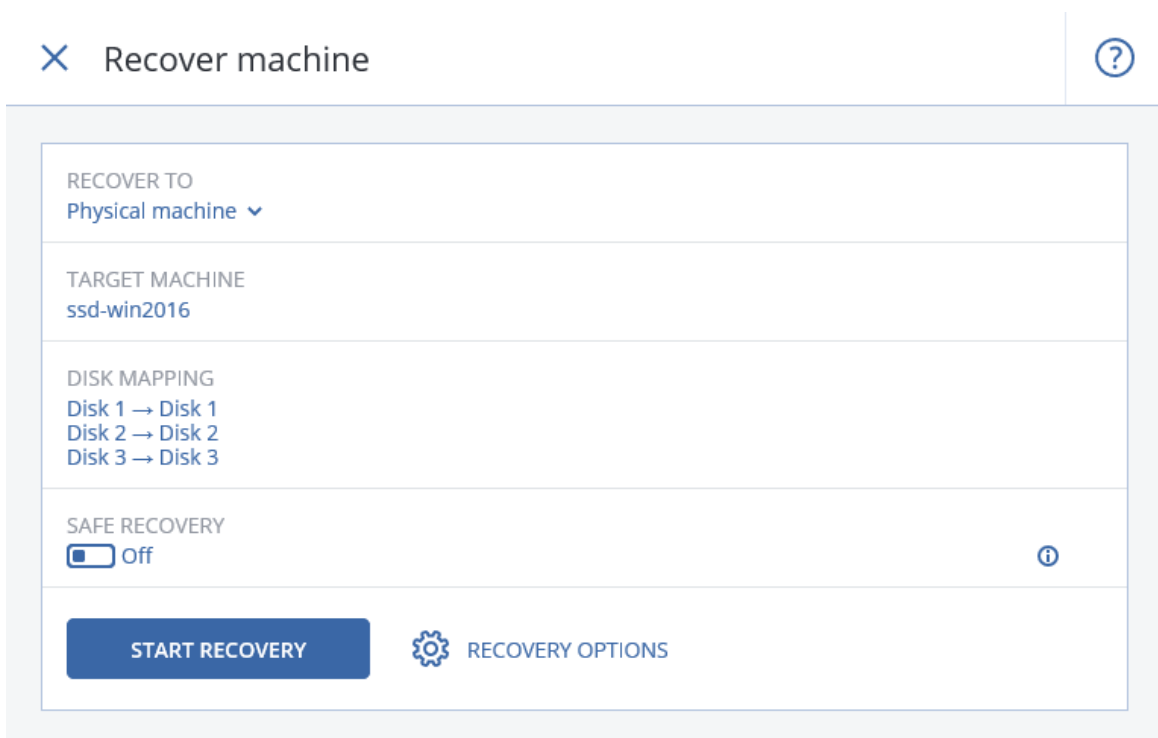 Recover machine
?
RECOVER TO
Physical machine
TARGET MACHINE
ssd-win2016
DISK MAPPING
Disk 1 → Disk 1
Disk 2 → Disk 2
Disk 3 → Disk 3
SAFE RECOVERY
Off
START RECOVERY
RECOVERY OPTIONS